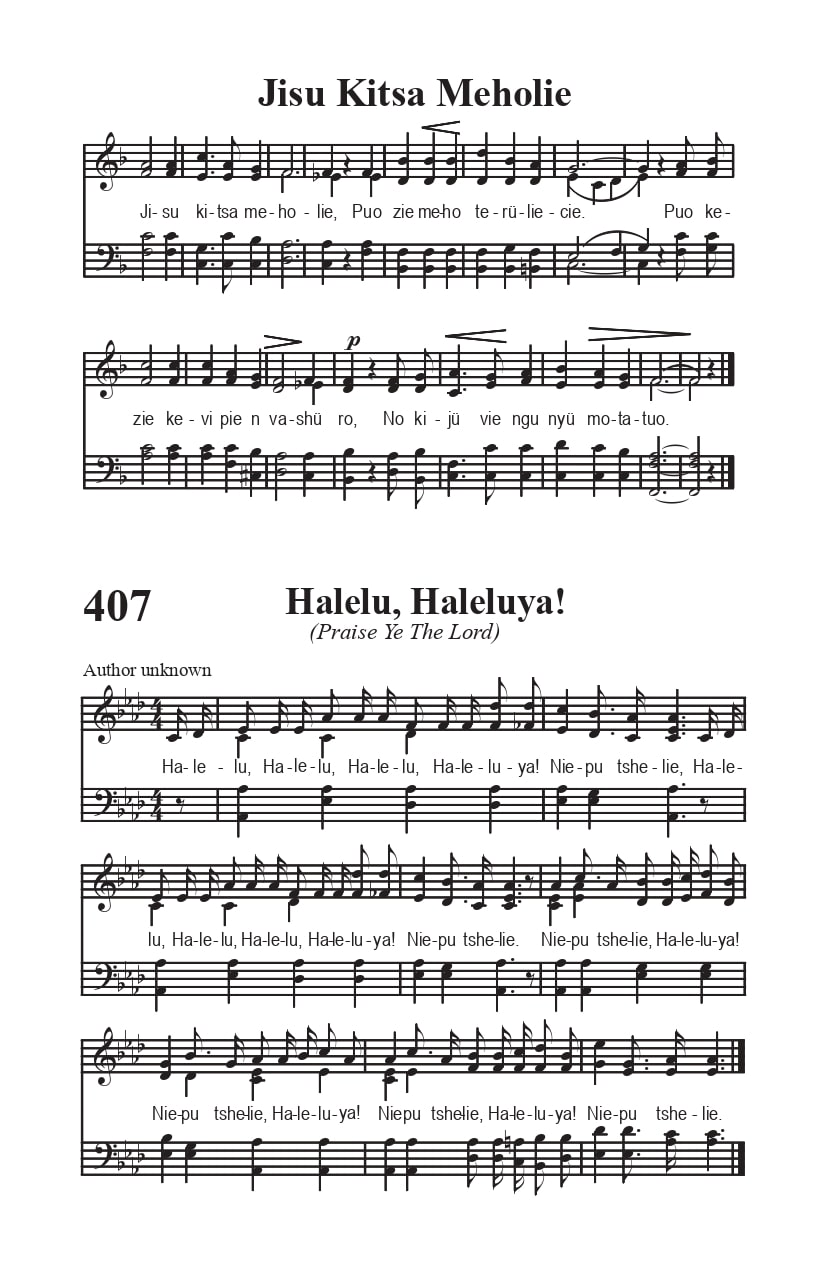 Jisu Kitsa Meholie
Ji- su ki-tsa me-ho-lie, Puo zie me-ho te-rü-lie-cie. Puo ke-
p
zie ke-vi pie n va-shü ro, No ki-jü vie ngu nyü mo-ta-tuo.
407 Halelu, Haleluya!
(Praise Ye The Lord)
Author unknown
Ha-le-lu, Ha-le-lu, Ha-le-lu, Ha-le-lu-ya! Nie-pu tshe-lie, Ha-le-
lu, Ha-le-lu, Ha-le-lu, Ha-le-lu-ya! Nie-pu tshe-lie. Nie-pu tshe-lie, Ha-le-lu-ya!
Nie-pu tshe-lie, Ha-le-lu-ya! Niepu tshe-lie, Ha-le-lu-ya! Nie-pu tshe-lie.